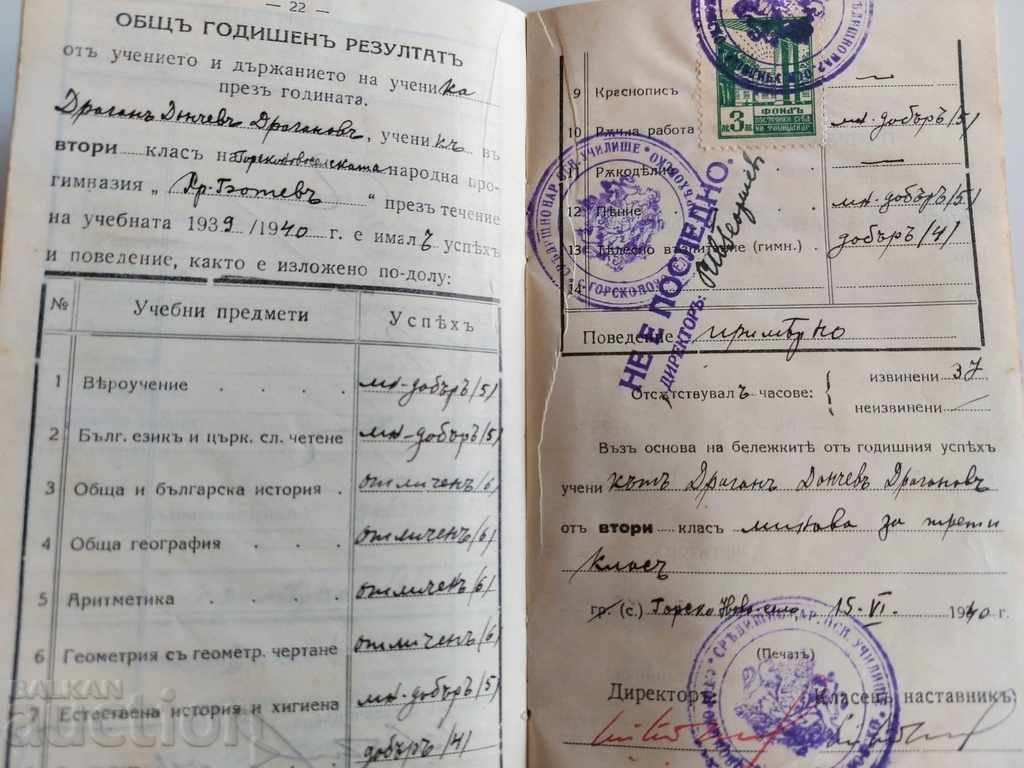 — 22 —
ОБЩЪ ГОДИШЕНЪ РЕЗУЛТАТЪ
отъ учението и държанието на ученика
презъ годината.
Драганъ Дончевъ Драгановъ, ученикъ въ
втори класъ на Горсконовоселската народна про-
гимназия „Хр. Ботевъ“ презъ течение
на учебната 1939/1940 г. е ималъ успѣхъ
и поведение, както е изложено по-долу:
№ Учебни предмети Успѣхъ
1 Вѣроучение . . . . мн. добъръ /5/
2 Бълг. езикъ и църк. сл. четене мн. добъръ /5/
3 Обща и българска история . отличенъ /6/
4 Обща география . . . отличенъ /6/
5 Аритметика . . . . отличенъ /6/
6 Геометрия съ геометр. чертане отличенъ /6/
7 Естествена история и хигиена мн. добъръ /5/
добъръ /4/
BALKAN
auction
9 Краснописъ —
10 Рѫчна работа мн. добъръ /5/
11 Рѫкоделие —
12 Пѣние мн. добъръ /5/
13 Тѣлесно възпитание (гимн.) . добъръ /4/
14
Поведение примѣрно
ФОНДЪ
3
НЕ Е ПОСЛЕДНО.
ДИРЕКТОРЪ:
Отсѫтствувалъ часове: извинени 37
неизвинени —
Възъ основа на бележкитѣ отъ годишния успѣхъ
ученикътъ Драганъ Дончевъ Драгановъ
отъ втори класъ минава за трети
класъ
гр. (с.) Горско Ново село 15-VI. 1940 г.
(Печатъ)
Директоръ: Класенъ наставникъ: